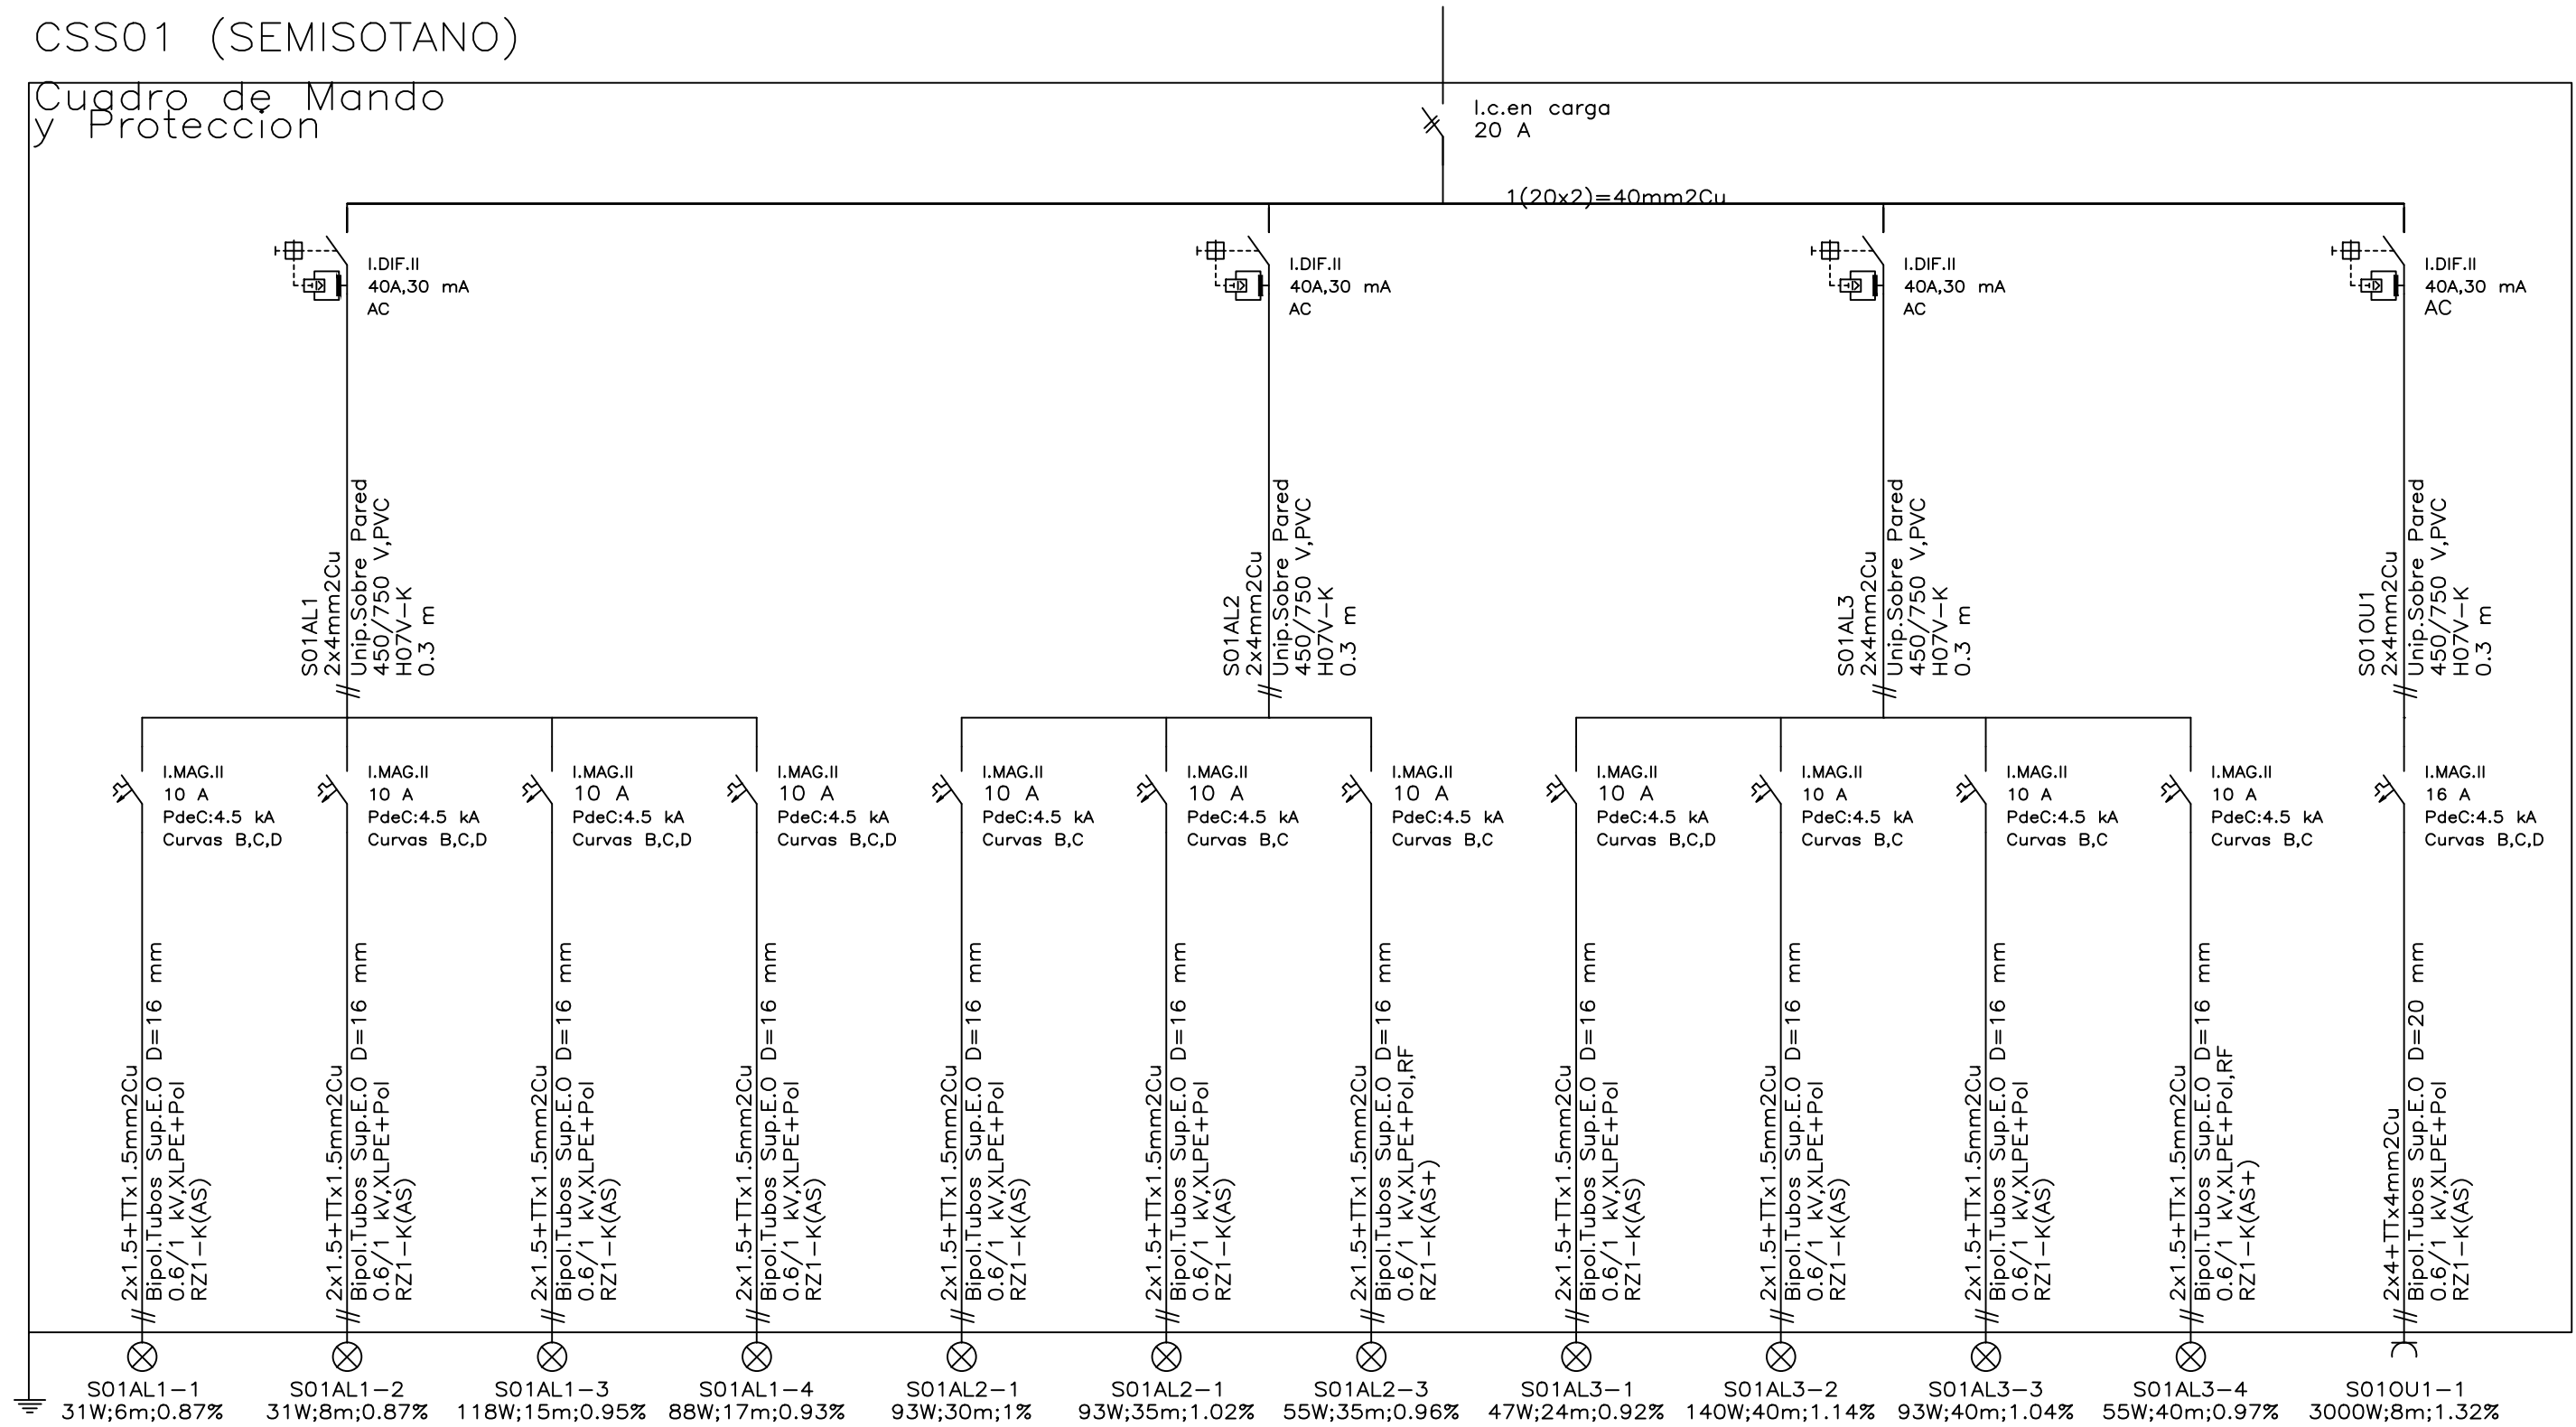 CSS01 (SEMISOTANO)
Cuadro de Mando
y Proteccion
I.c.en carga
20 A
1(20x2)=40mm2Cu
I.DIF.II
40A,30 mA
AC
I.DIF.II
40A,30 mA
AC
I.DIF.II
40A,30 mA
AC
I.DIF.II
40A,30 mA
AC
S01AL1
2x4mm2Cu
Unip.Sobre Pared
450/750 V,PVC
H07V-K
0.3 m
S01AL2
2x4mm2Cu
Unip.Sobre Pared
450/750 V,PVC
H07V-K
0.3 m
S01AL3
2x4mm2Cu
Unip.Sobre Pared
450/750 V,PVC
H07V-K
0.3 m
S01OU1
2x4mm2Cu
Unip.Sobre Pared
450/750 V,PVC
H07V-K
0.3 m
I.MAG.II
10 A
PdeC:4.5 kA
Curvas B,C,D
I.MAG.II
10 A
PdeC:4.5 kA
Curvas B,C,D
I.MAG.II
10 A
PdeC:4.5 kA
Curvas B,C,D
I.MAG.II
10 A
PdeC:4.5 kA
Curvas B,C,D
I.MAG.II
10 A
PdeC:4.5 kA
Curvas B,C
I.MAG.II
10 A
PdeC:4.5 kA
Curvas B,C
I.MAG.II
10 A
PdeC:4.5 kA
Curvas B,C
I.MAG.II
10 A
PdeC:4.5 kA
Curvas B,C,D
I.MAG.II
10 A
PdeC:4.5 kA
Curvas B,C
I.MAG.II
10 A
PdeC:4.5 kA
Curvas B,C
I.MAG.II
10 A
PdeC:4.5 kA
Curvas B,C
I.MAG.II
16 A
PdeC:4.5 kA
Curvas B,C,D
2x1.5+TTx1.5mm2Cu
Bipol.Tubos Sup.E.O D=16 mm
0.6/1 kV,XLPE+Pol
RZ1-K(AS)
2x1.5+TTx1.5mm2Cu
Bipol.Tubos Sup.E.O D=16 mm
0.6/1 kV,XLPE+Pol
RZ1-K(AS)
2x1.5+TTx1.5mm2Cu
Bipol.Tubos Sup.E.O D=16 mm
0.6/1 kV,XLPE+Pol
RZ1-K(AS)
2x1.5+TTx1.5mm2Cu
Bipol.Tubos Sup.E.O D=16 mm
0.6/1 kV,XLPE+Pol
RZ1-K(AS)
2x1.5+TTx1.5mm2Cu
Bipol.Tubos Sup.E.O D=16 mm
0.6/1 kV,XLPE+Pol
RZ1-K(AS)
2x1.5+TTx1.5mm2Cu
Bipol.Tubos Sup.E.O D=16 mm
0.6/1 kV,XLPE+Pol
RZ1-K(AS)
2x1.5+TTx1.5mm2Cu
Bipol.Tubos Sup.E.O D=16 mm
0.6/1 kV,XLPE+Pol,RF
RZ1-K(AS+)
2x1.5+TTx1.5mm2Cu
Bipol.Tubos Sup.E.O D=16 mm
0.6/1 kV,XLPE+Pol
RZ1-K(AS)
2x1.5+TTx1.5mm2Cu
Bipol.Tubos Sup.E.O D=16 mm
0.6/1 kV,XLPE+Pol
RZ1-K(AS)
2x1.5+TTx1.5mm2Cu
Bipol.Tubos Sup.E.O D=16 mm
0.6/1 kV,XLPE+Pol
RZ1-K(AS)
2x1.5+TTx1.5mm2Cu
Bipol.Tubos Sup.E.O D=16 mm
0.6/1 kV,XLPE+Pol,RF
RZ1-K(AS+)
2x4+TTx4mm2Cu
Bipol.Tubos Sup.E.O D=20 mm
0.6/1 kV,XLPE+Pol
RZ1-K(AS)
S01AL1-1
31W;6m;0.87%
S01AL1-2
31W;8m;0.87%
S01AL1-3
118W;15m;0.95%
S01AL1-4
88W;17m;0.93%
S01AL2-1
93W;30m;1%
S01AL2-1
93W;35m;1.02%
S01AL2-3
55W;35m;0.96%
S01AL3-1
47W;24m;0.92%
S01AL3-2
140W;40m;1.14%
S01AL3-3
93W;40m;1.04%
S01AL3-4
55W;40m;0.97%
S01OU1-1
3000W;8m;1.32%